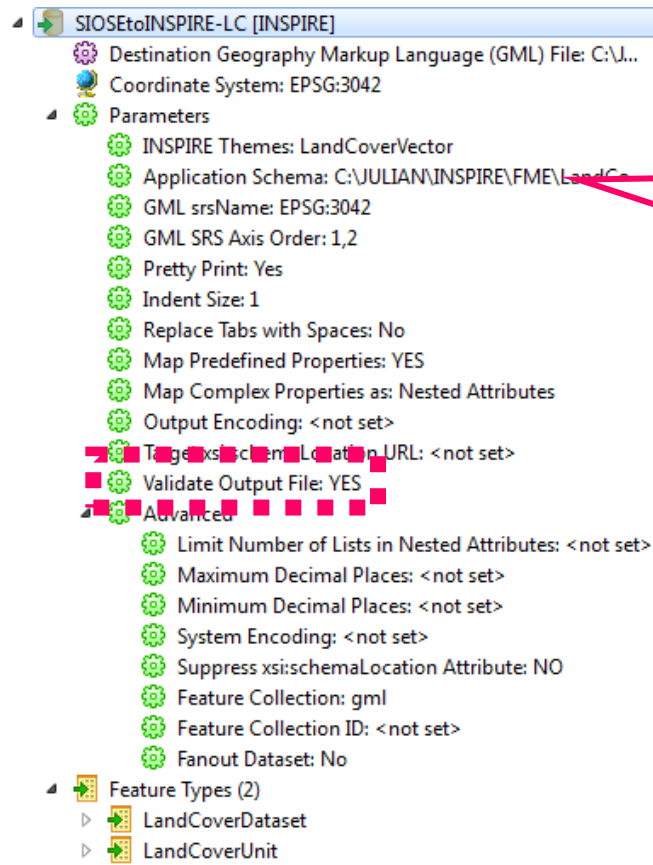 SIOSEtoINSPIRE-LC [INSPIRE]
Destination Geography Markup Language (GML) File: C:\J...
Coordinate System: EPSG:3042
Parameters
INSPIRE Themes: LandCoverVector
Application Schema: C:\JULIAN\INSPIRE\FME\LandCo...
GML srsName: EPSG:3042
GML SRS Axis Order: 1,2
Pretty Print: Yes
Indent Size: 1
Replace Tabs with Spaces: No
Map Predefined Properties: YES
Map Complex Properties as: Nested Attributes
Output Encoding: <not set>
Target xsi:schemaLocation URL: <not set>
Validate Output File: YES
Advanced
Limit Number of Lists in Nested Attributes: <not set>
Maximum Decimal Places: <not set>
Minimum Decimal Places: <not set>
System Encoding: <not set>
Suppress xsi:schemaLocation Attribute: NO
Feature Collection: gml
Feature Collection ID: <not set>
Fanout Dataset: No
Feature Types (2)
LandCoverDataset
LandCoverUnit